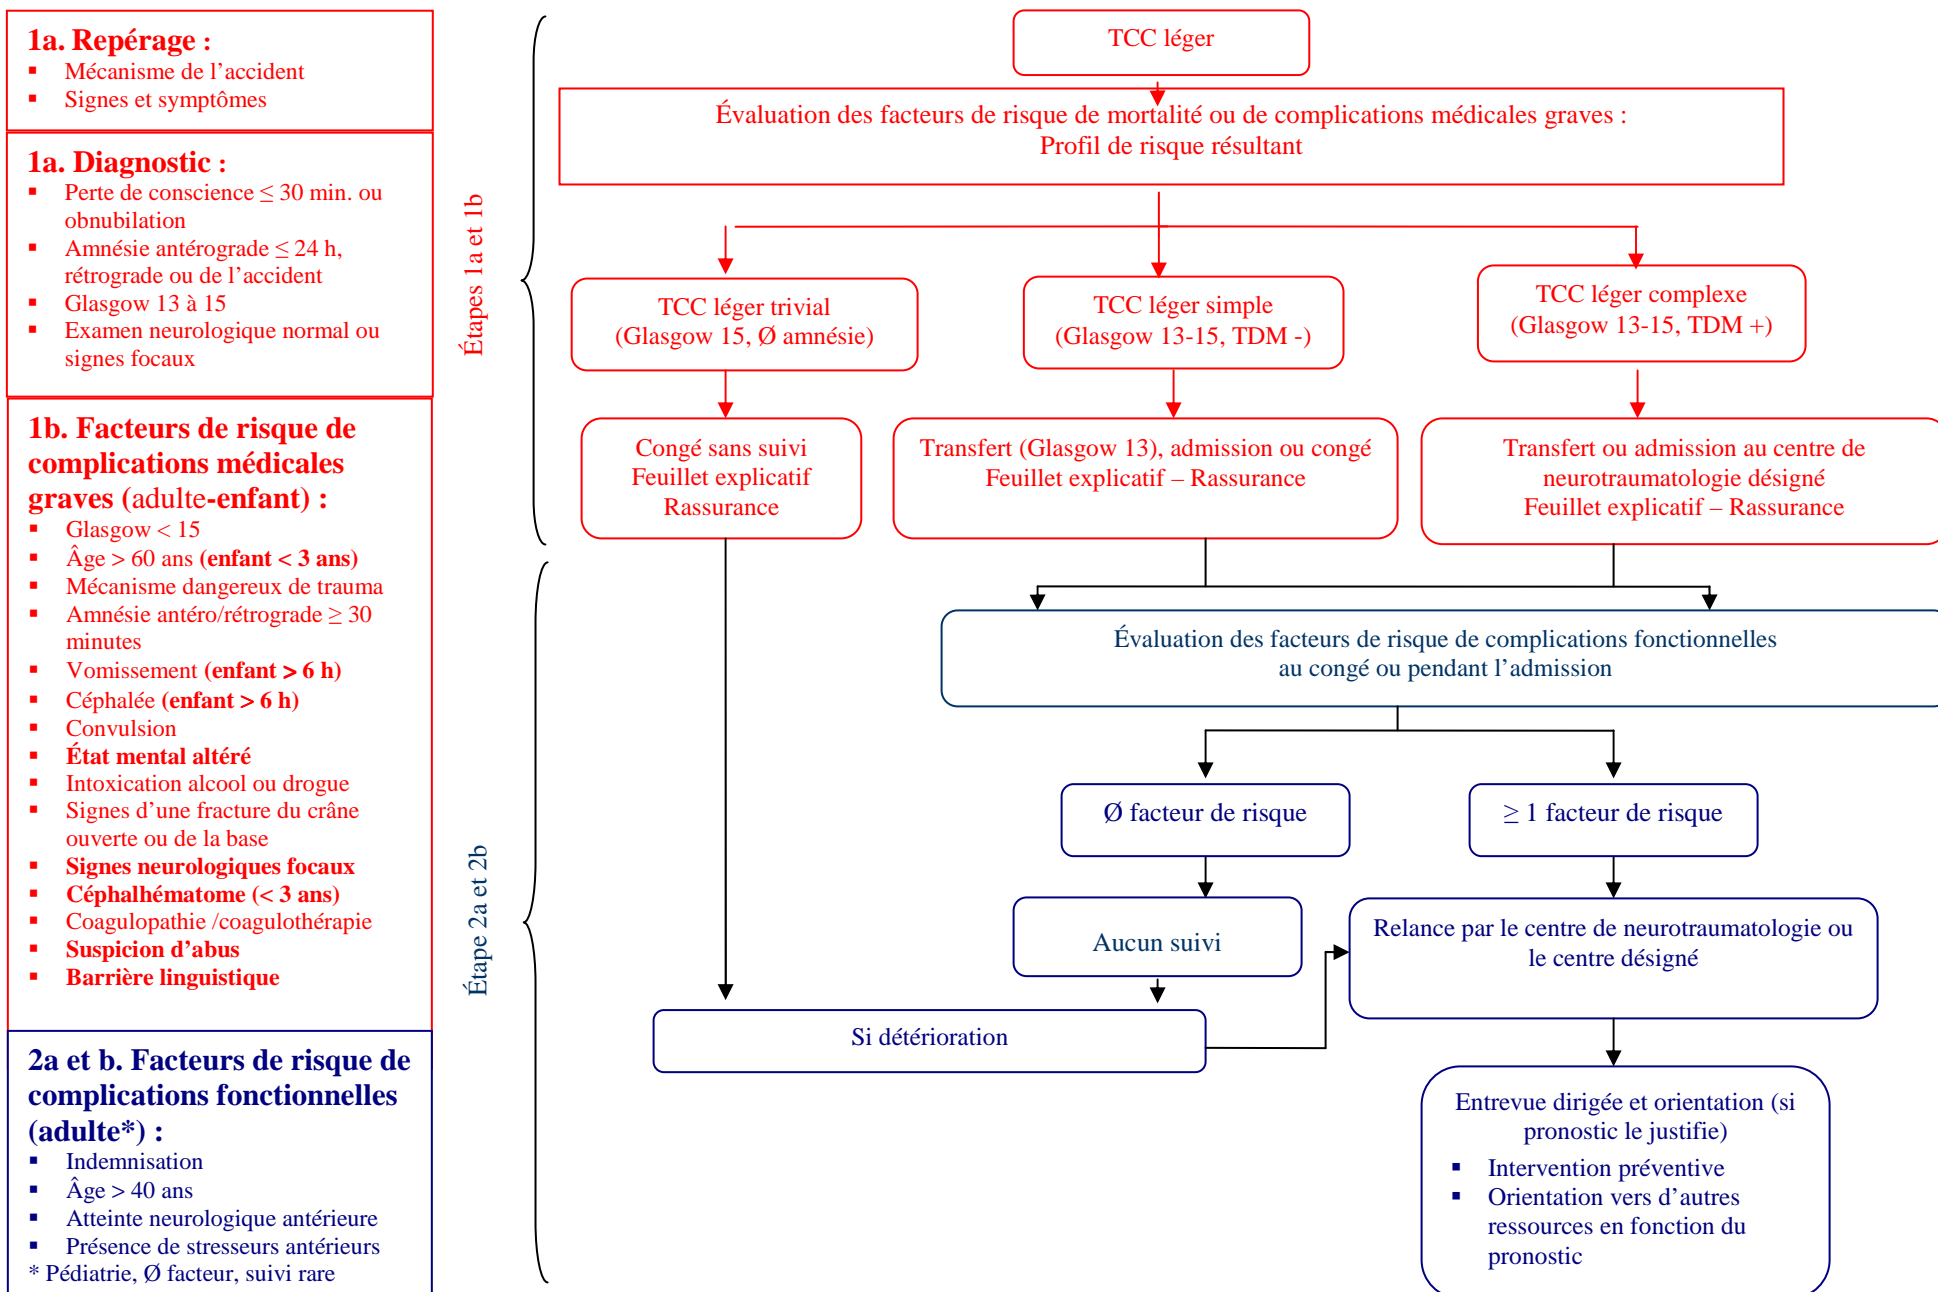 1a. Repérage :
▪ Mécanisme de l’accident
▪ Signes et symptômes
1a. Diagnostic :
▪ Perte de conscience ≤ 30 min. ou
obnubilation
▪ Amnésie antérograde ≤ 24 h,
rétrograde ou de l’accident
▪ Glasgow 13 à 15
▪ Examen neurologique normal ou
signes focaux
1b. Facteurs de risque de
complications médicales
graves (adulte-enfant) :
▪ Glasgow < 15
▪ Âge > 60 ans (enfant < 3 ans)
▪ Mécanisme dangereux de trauma
▪ Amnésie antéro/rétrograde ≥ 30
minutes
▪ Vomissement (enfant > 6 h)
▪ Céphalée (enfant > 6 h)
▪ Convulsion
▪ État mental altéré
▪ Intoxication alcool ou drogue
▪ Signes d’une fracture du crâne
ouverte ou de la base
▪ Signes neurologiques focaux
▪ Céphalhématome (< 3 ans)
▪ Coagulopathie /coagulothérapie
▪ Suspicion d’abus
▪ Barrière linguistique
2a et b. Facteurs de risque de
complications fonctionnelles
(adulte*) :
▪ Indemnisation
▪ Âge > 40 ans
▪ Atteinte neurologique antérieure
▪ Présence de stresseurs antérieurs
* Pédiatrie, Ø facteur, suivi rare
Étapes 1a et 1b
Étape 2a et 2b
TCC léger
Évaluation des facteurs de risque de mortalité ou de complications médicales graves :
Profil de risque résultant
TCC léger trivial
(Glasgow 15, Ø amnésie)
TCC léger simple
(Glasgow 13-15, TDM -)
TCC léger complexe
(Glasgow 13-15, TDM +)
Congé sans suivi
Feuillet explicatif
Rassurance
Transfert (Glasgow 13), admission ou congé
Feuillet explicatif – Rassurance
Transfert ou admission au centre de
neurotraumatologie désigné
Feuillet explicatif – Rassurance
Évaluation des facteurs de risque de complications fonctionnelles
au congé ou pendant l’admission
Ø facteur de risque
≥ 1 facteur de risque
Aucun suivi
Relance par le centre de neurotraumatologie ou
le centre désigné
Si détérioration
Entrevue dirigée et orientation (si
pronostic le justifie)
▪ Intervention préventive
▪ Orientation vers d’autres
ressources en fonction du
pronostic